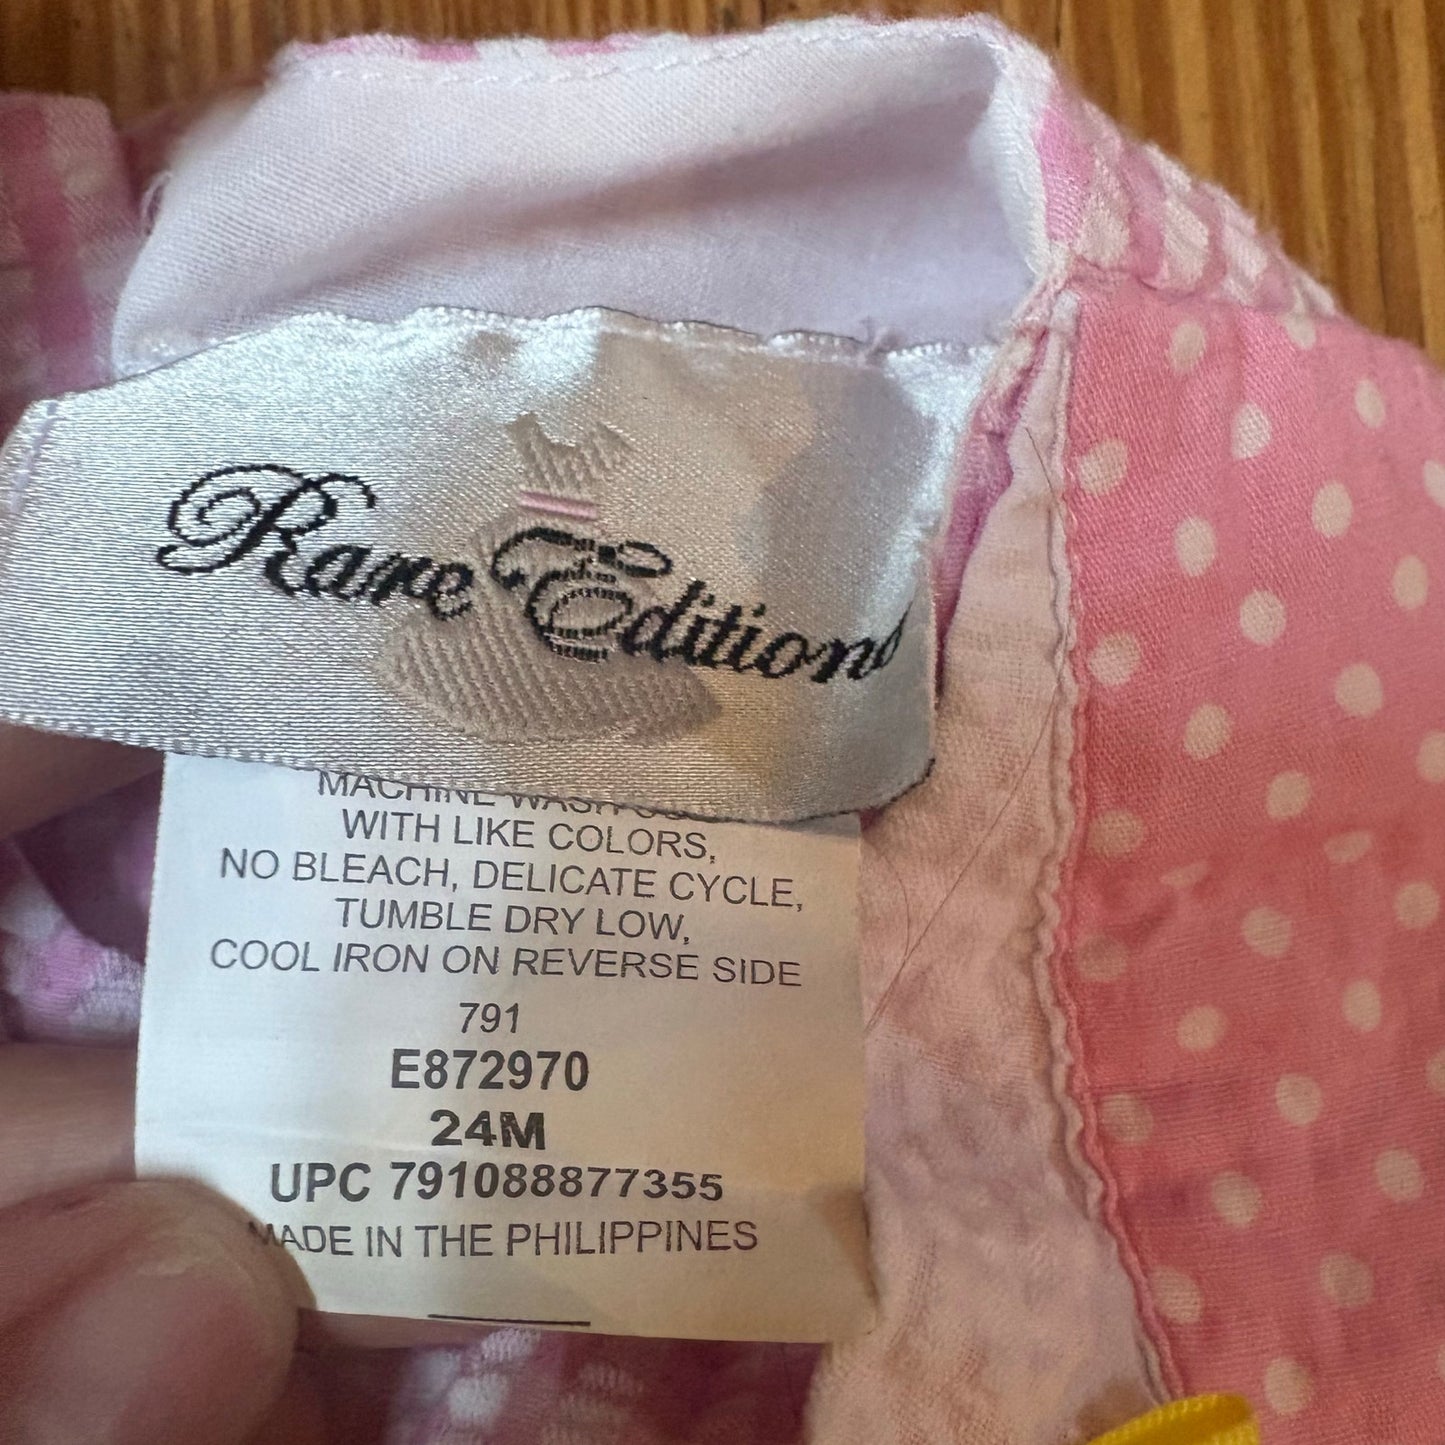 Rare Editions
MACHINE WASH
WITH LIKE COLORS,
NO BLEACH, DELICATE CYCLE,
TUMBLE DRY LOW,
COOL IRON ON REVERSE SIDE
791
E872970
24M
UPC 791088877355
MADE IN THE PHILIPPINES